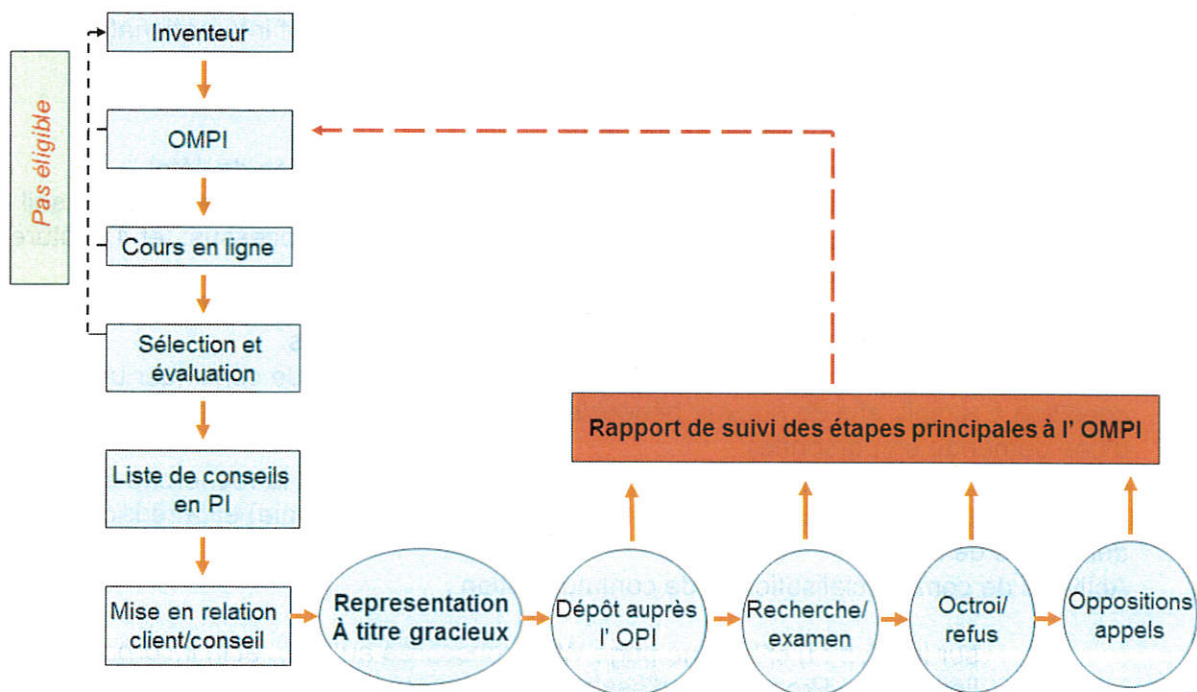 Inventeur
Pas éligible
OMPI
Cours en ligne
Sélection et
évaluation
Rapport de suivi des étapes principales à l' OMPI
Liste de conseils
en PI
Mise en relation
client/conseil
Representation
À titre gracieux
Dépôt auprès
l' OPI
Recherche/
examen
Octroi/
refus
Oppositions
appels